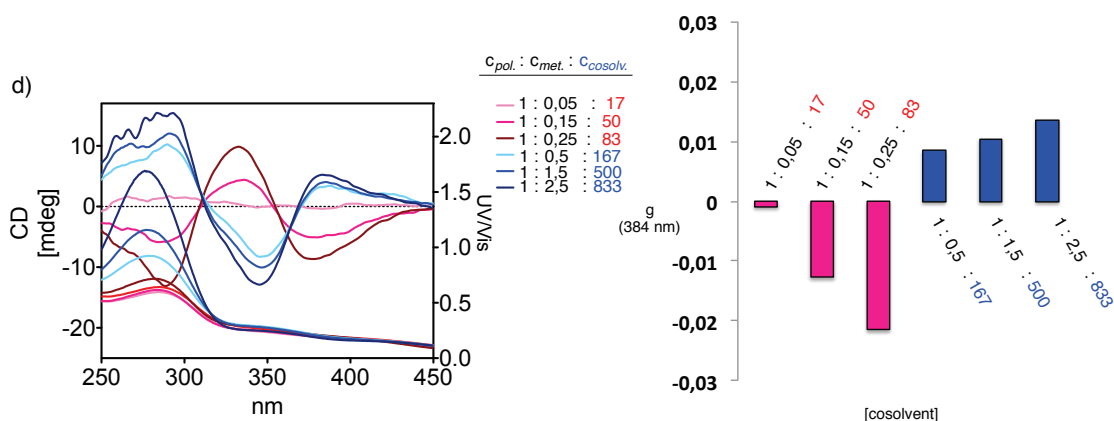 d)
c pol. : c met. : c cosolv.
1 : 0,05 : 17
1 : 0,15 : 50
1 : 0,25 : 83
1 : 0,5 : 167
1 : 1,5 : 500
1 : 2,5 : 833
CD
[mdeg]
10
0
-10
-20
2.0
1.5
1.0
0.5
0.0
UV/Vis
250 300 350 400 450
nm
0,03
0,02
0,01
0
-0,01
-0,02
-0,03
g
(384 nm)
1 : 0,05 : 17
1 : 0,15 : 50
1 : 0,25 : 83
1 : 0,5 : 167
1 : 1,5 : 500
1 : 2,5 : 833
[cosolvent]